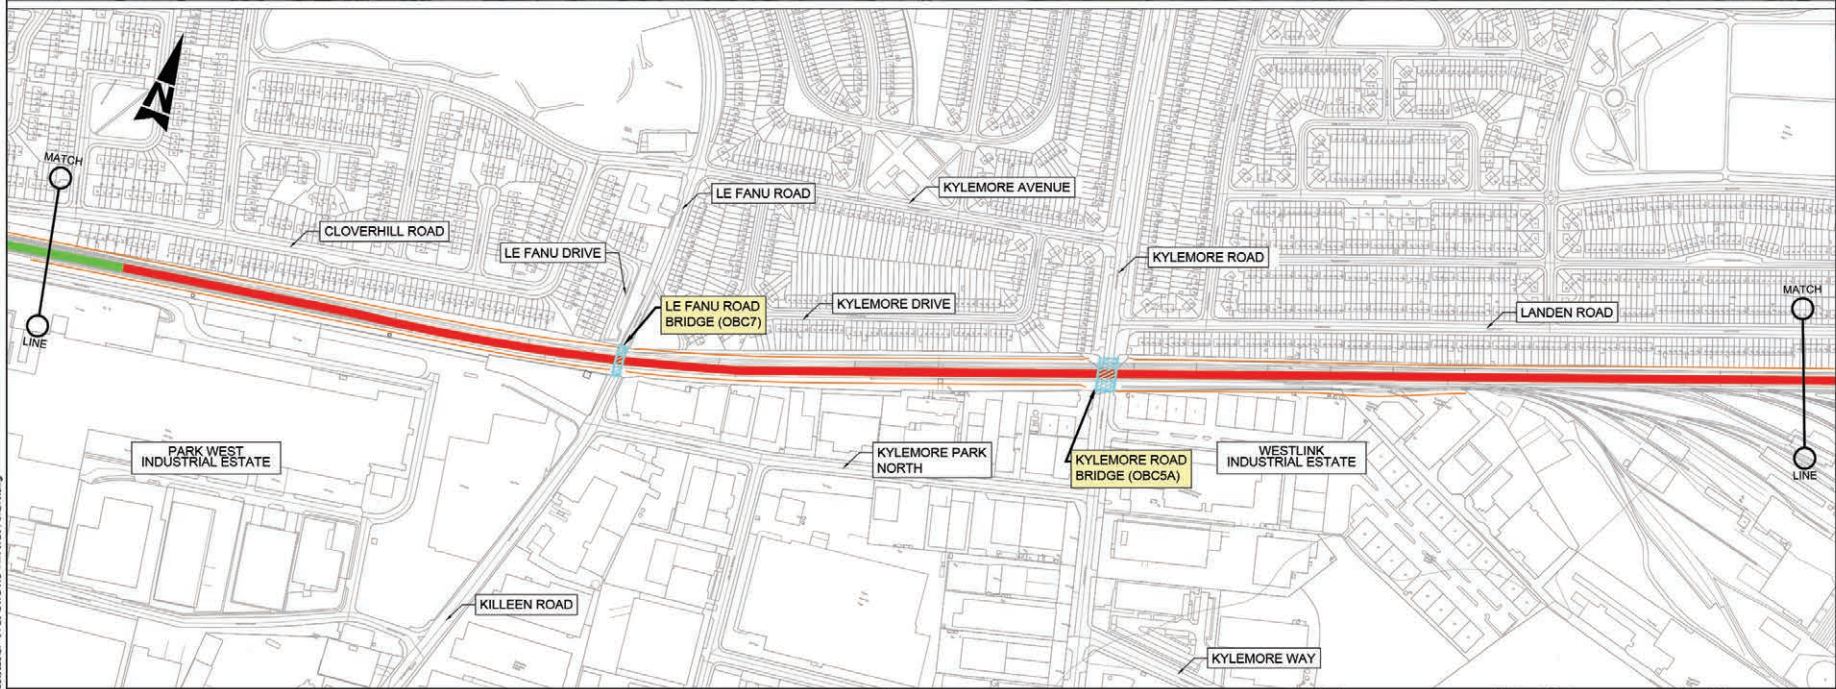 N
MATCH
CLOVERHILL ROAD
LE FANU DRIVE
LE FANU ROAD
KYLEMORE AVENUE
KYLEMORE ROAD
LE FANU ROAD
BRIDGE (OBC7)
KYLEMORE DRIVE
MATCH
LANDEN ROAD
LINE
PARK WEST
INDUSTRIAL ESTATE
KYLEMORE PARK
NORTH
KYLEMORE ROAD
BRIDGE (OBC5A)
WESTLINK
INDUSTRIAL ESTATE
LINE
KILLEEN ROAD
KYLEMORE WAY